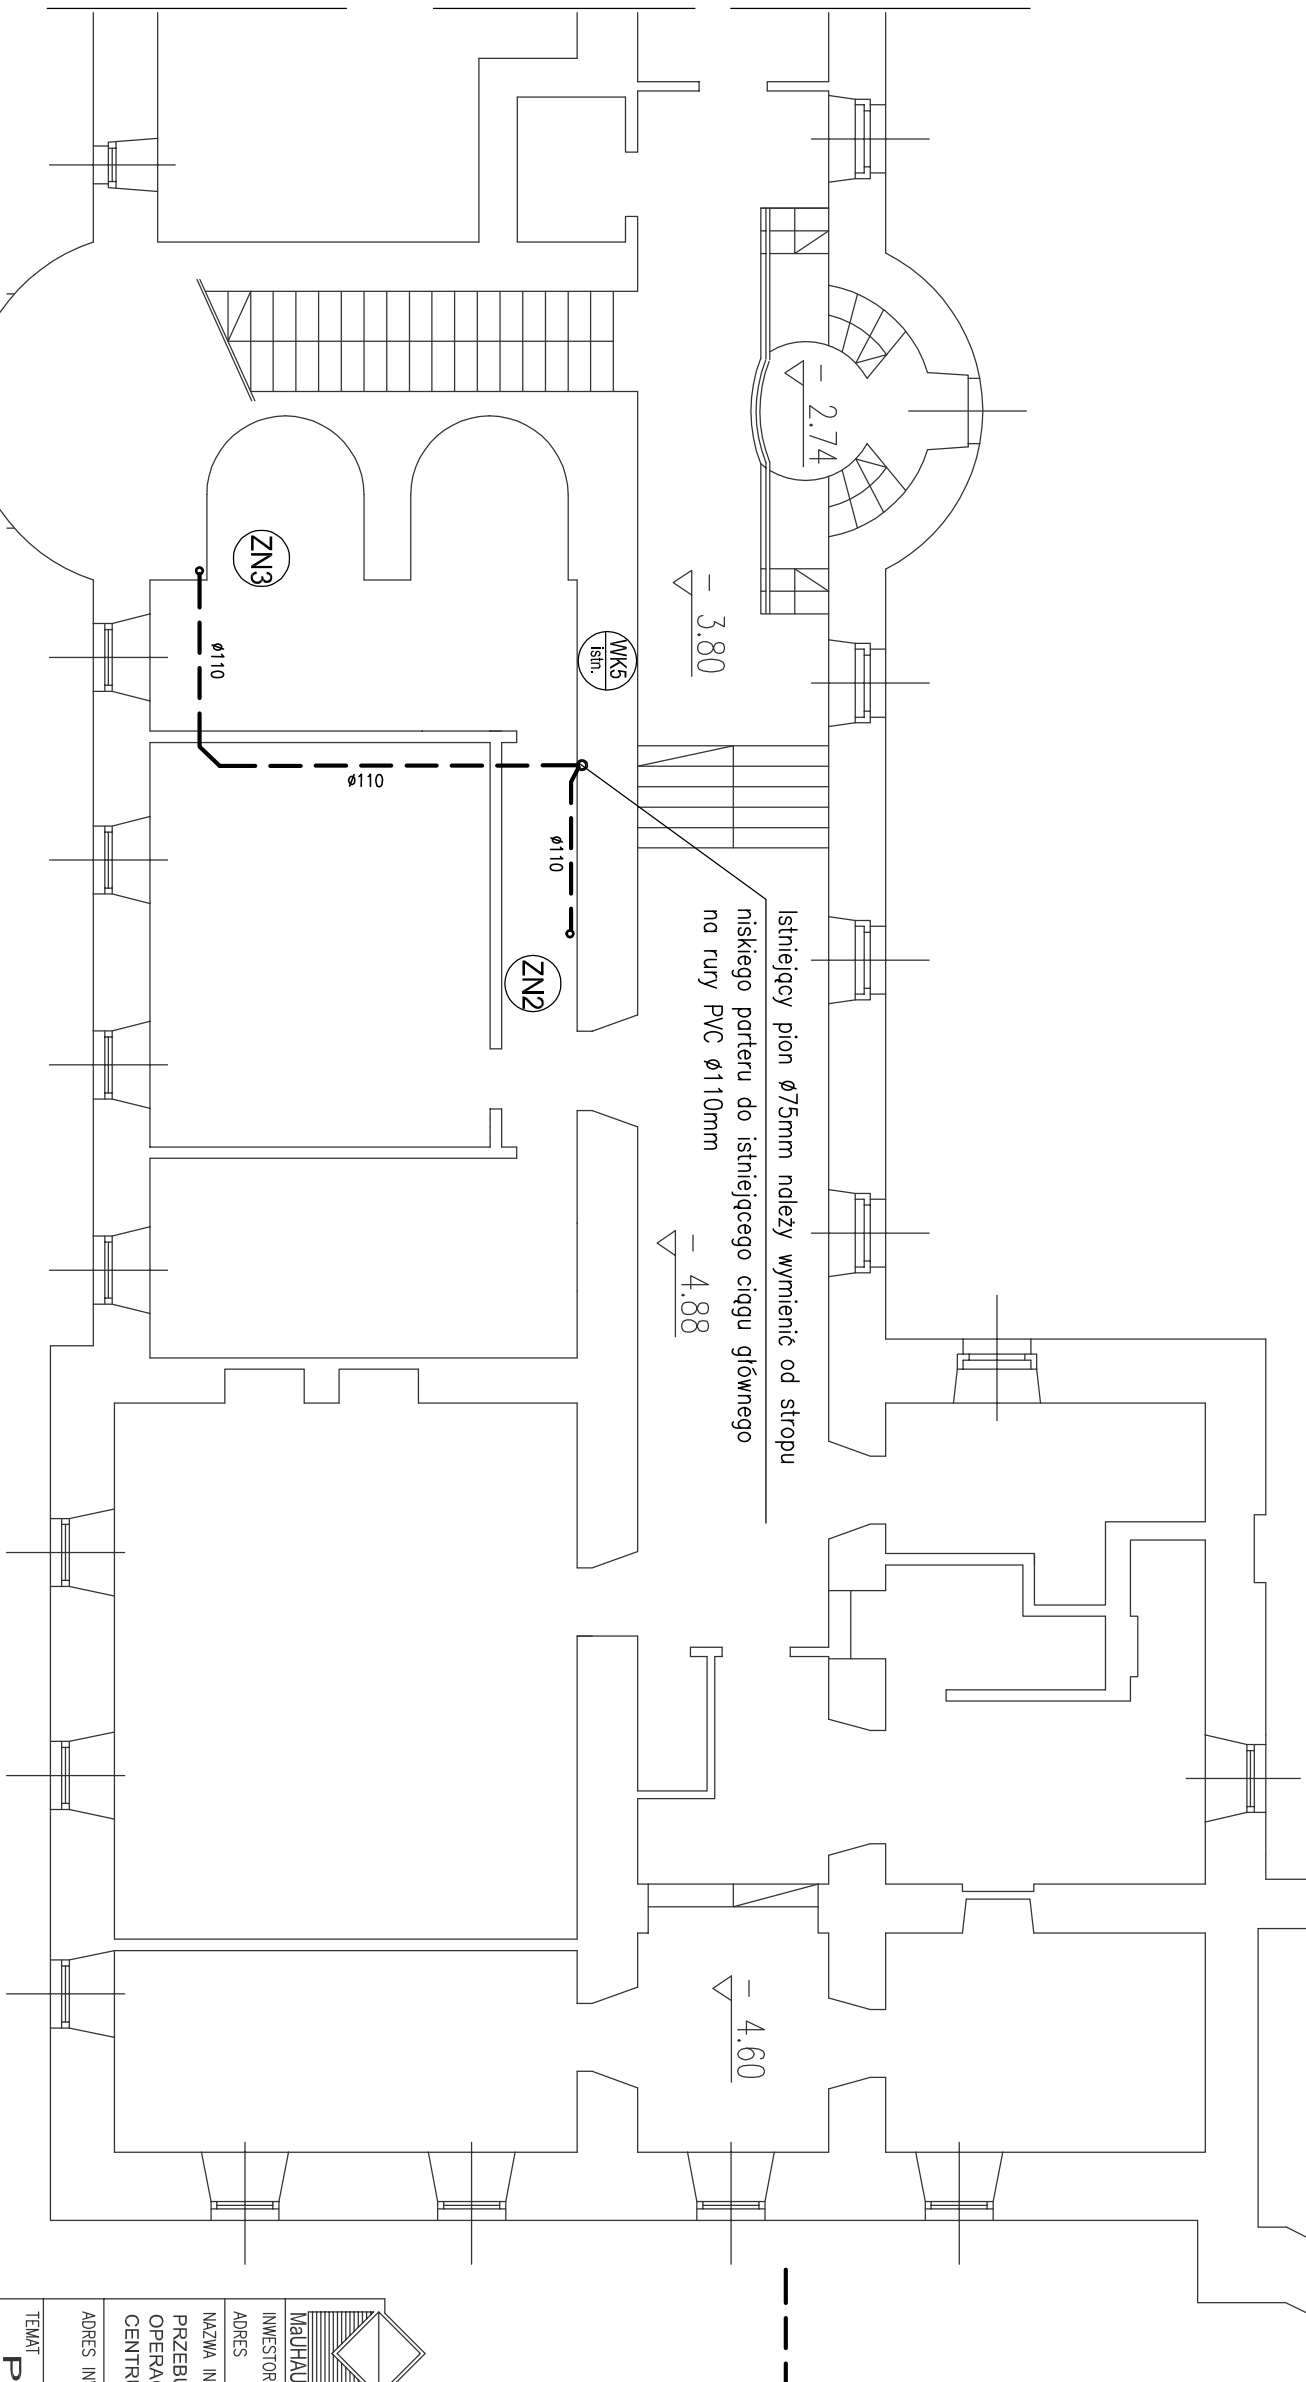 - 2.74
- 3.80
ZN3
WK5
istn.
ø110
ø110
ø110
ZN2
Istniejący pion ø75mm należy wymienić od stropu
niskiego parteru do istniejącego ciągu głównego
na rury PVC ø110mm
- 4.88
- 4.60
MaUHAU
INWESTOR
ADRES
NAZWA IN
PRZEBU
OPERAC
CENTRU
ADRES IN
TEMAT
P